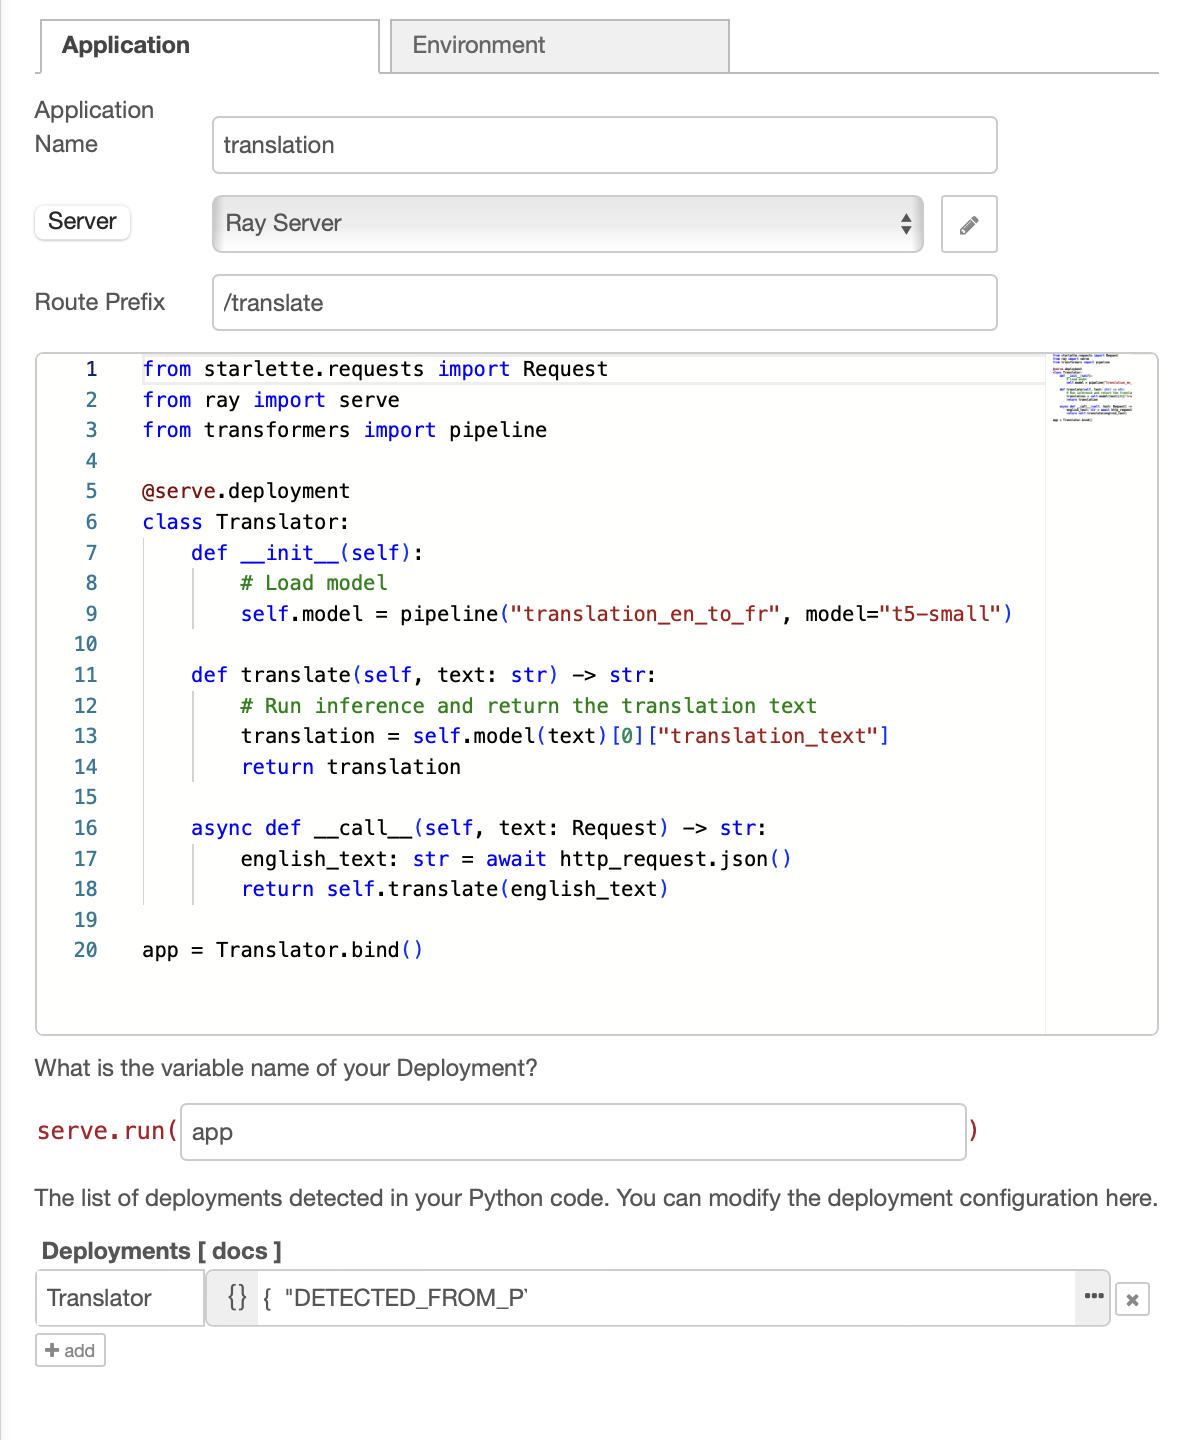 Application
Environment
Application
Name
translation
Server
Ray Server
Route Prefix
/translate
1 from starlette.requests import Request
2 from ray import serve
3 from transformers import pipeline
4
5 @serve.deployment
6 class Translator:
7     def __init__(self):
8         # Load model
9         self.model = pipeline("translation_en_to_fr", model="t5-small")
10
11     def translate(self, text: str) -> str:
12         # Run inference and return the translation text
13         translation = self.model(text)[0]["translation_text"]
14         return translation
15
16     async def __call__(self, text: Request) -> str:
17         english_text: str = await http_request.json()
18         return self.translate(english_text)
19
20 app = Translator.bind()
What is the variable name of your Deployment?
serve.run( app )
The list of deployments detected in your Python code. You can modify the deployment configuration here.
Deployments [ docs ]
Translator
{} { "DETECTED_FROM_P
+ add